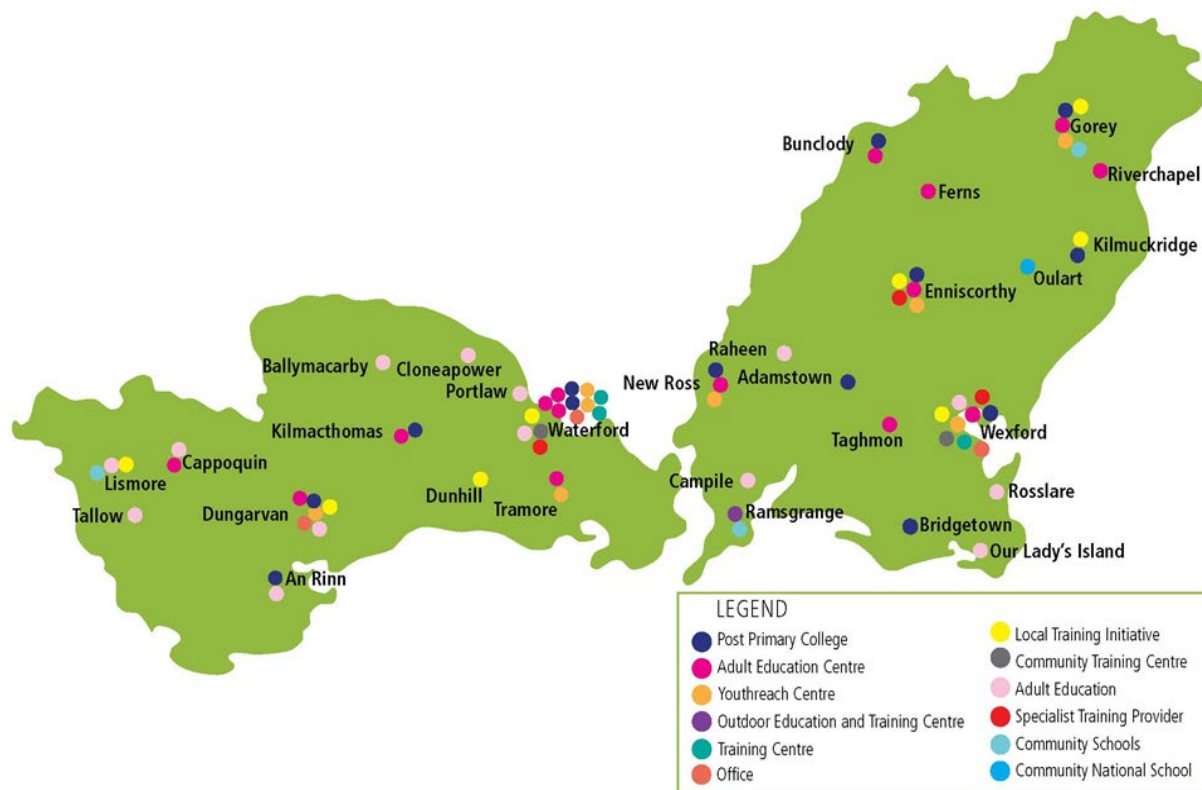 Gorey
Bunclody
Riverchapel
Ferns
Kilmuckridge
Oulart
Enniscorthy
Raheen
Ballymacarby
Cloneapower
New Ross
Adamstown
Portlaw
Waterford
Wexford
Kilmacthomas
Taghmon
Cappoquin
Lismore
Campile
Rosslare
Dunhill
Tramore
Tallow
Dungarvan
Ramsgrange
Bridgetown
Our Lady's Island
An Rinn
LEGEND
Post Primary College
Adult Education Centre
Youthreach Centre
Outdoor Education and Training Centre
Training Centre
Office
Local Training Initiative
Community Training Centre
Adult Education
Specialist Training Provider
Community Schools
Community National School